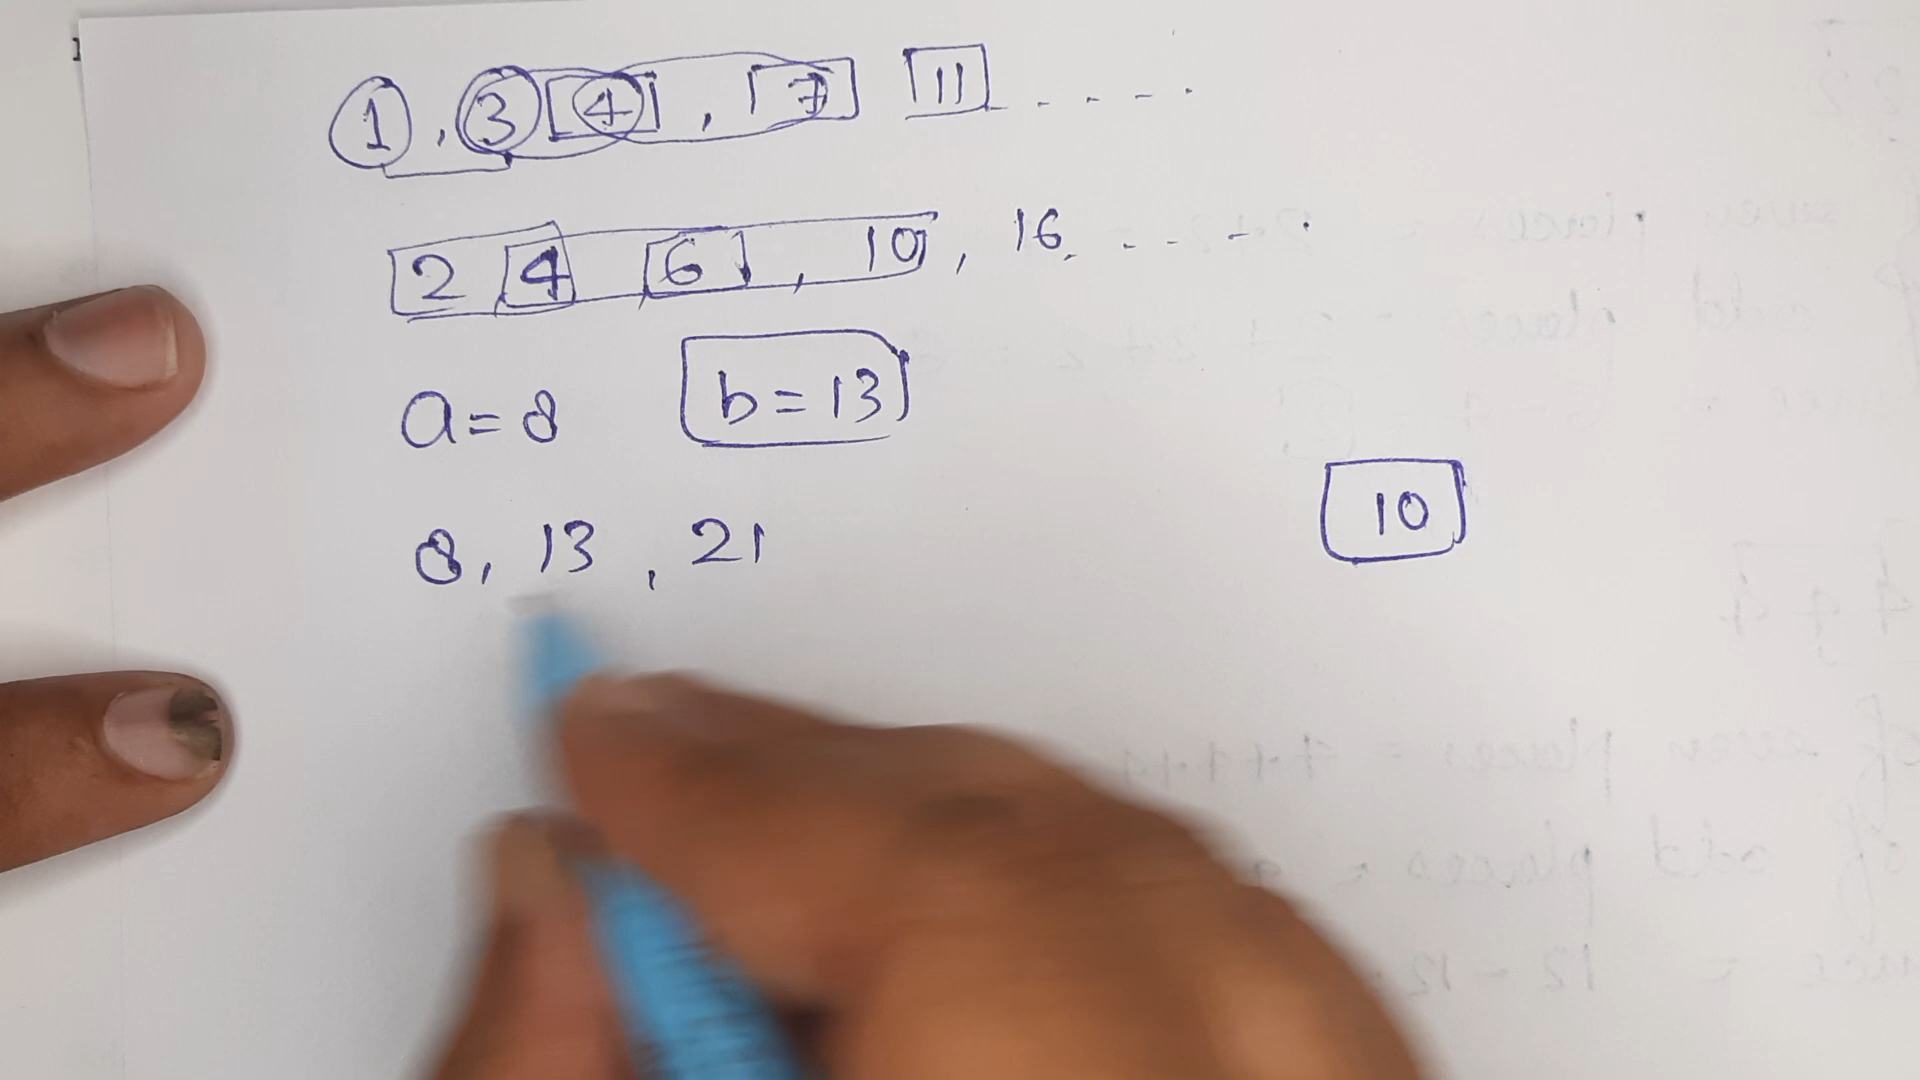 1, 3 4, 7 11 .....
2 4 6, 10, 16, .....
a=8 b=13
8, 13, 21
10